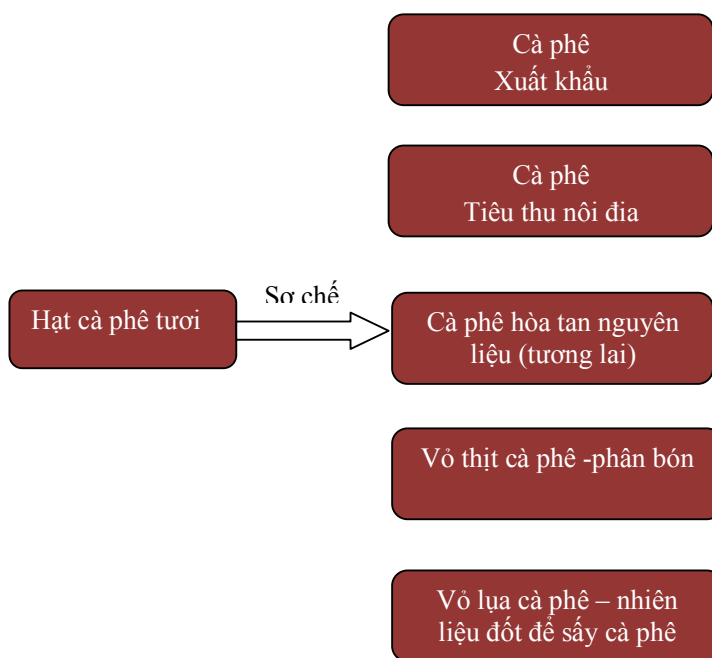 Cà phê
Xuất khẩu
Cà phê
Tiêu thu nôi đia
Sơ chế
Hạt cà phê tươi
Cà phê hòa tan nguyên
liệu (tương lai)
Vỏ thịt cà phê -phân bón
Vỏ lụa cà phê – nhiên
liệu đốt để sấy cà phê